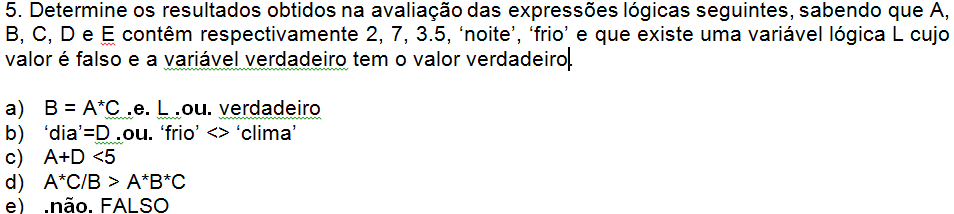 5. Determine os resultados obtidos na avaliação das expressões lógicas seguintes, sabendo que A,
B, C, D e E contêm respectivamente 2, 7, 3.5, ‘noite’, ‘frio’ e que existe uma variável lógica L cujo
valor é falso e a variável verdadeiro tem o valor verdadeiro.
a) B = A*C .e. L .ou. verdadeiro
b) ‘dia’=D .ou. ‘frio’ <> ‘clima’
c) A+D <5
d) A*C/B > A*B*C
e) .não. FALSO